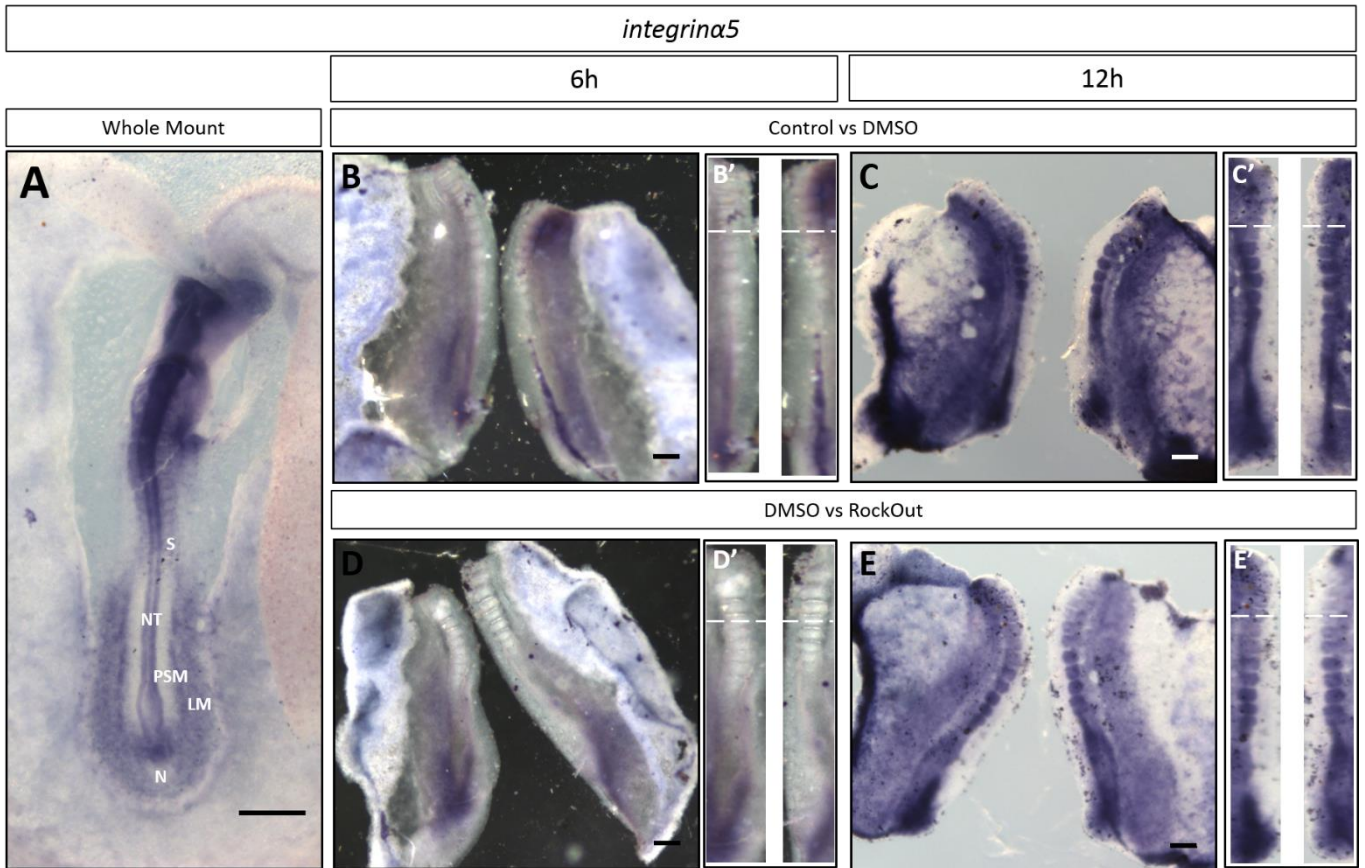 integrinα5
6h
12h
Whole Mount
Control vs DMSO
A
B
B'
C
C'
S
NT
PSM
LM
N
DMSO vs RockOut
D
D'
E
E'